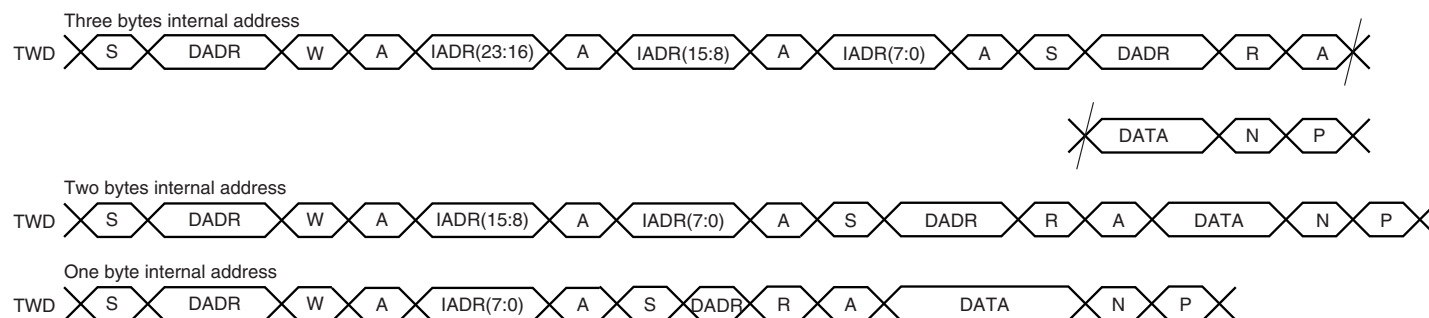 Three bytes internal address
TWD S DADR W A IADR(23:16) A IADR(15:8) A IADR(7:0) A S DADR R A
DATA N P
Two bytes internal address
TWD S DADR W A IADR(15:8) A IADR(7:0) A S DADR R A DATA N P
One byte internal address
TWD S DADR W A IADR(7:0) A S DADR R A DATA N P